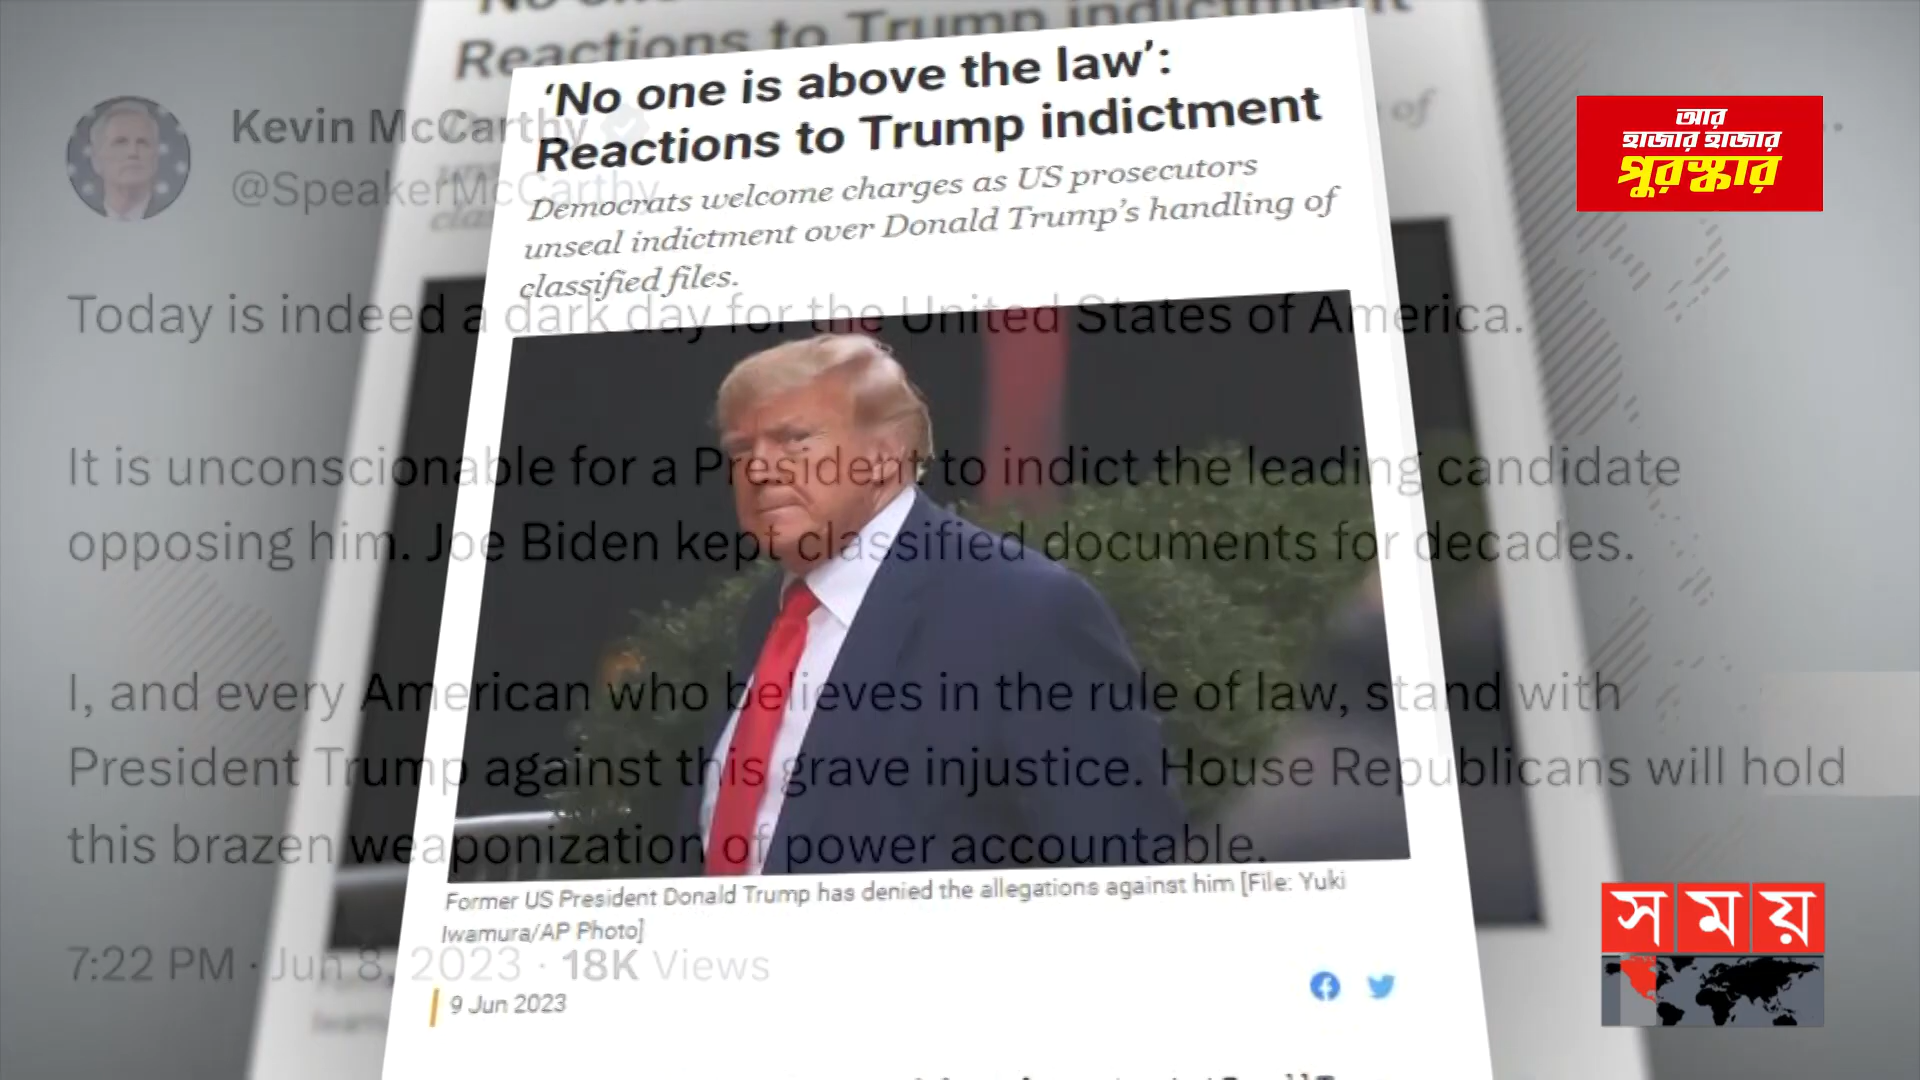 ‘No one is above the law’:
Reactions to Trump indictment
Democrats welcome charges as US prosecutors
unseal indictment over Donald Trump’s handling of
classified files.
Former US President Donald Trump has denied the allegations against him [File: Yuki
Iwamura/AP Photo]
9 Jun 2023
Kevin McCarthy
@SpeakerMcCarthy
Today is indeed a dark day for the United States of America.
It is unconscionable for a President to indict the leading candidate
opposing him. Joe Biden kept classified documents for decades.
I, and every American who believes in the rule of law, stand with
President Trump against this grave injustice. House Republicans will hold
this brazen weaponization of power accountable.
7:22 PM · Jun 8, 2023 · 18K Views
Reactions to Trump indictment
of
আর
হাজার হাজার
পুরস্কার
সময়